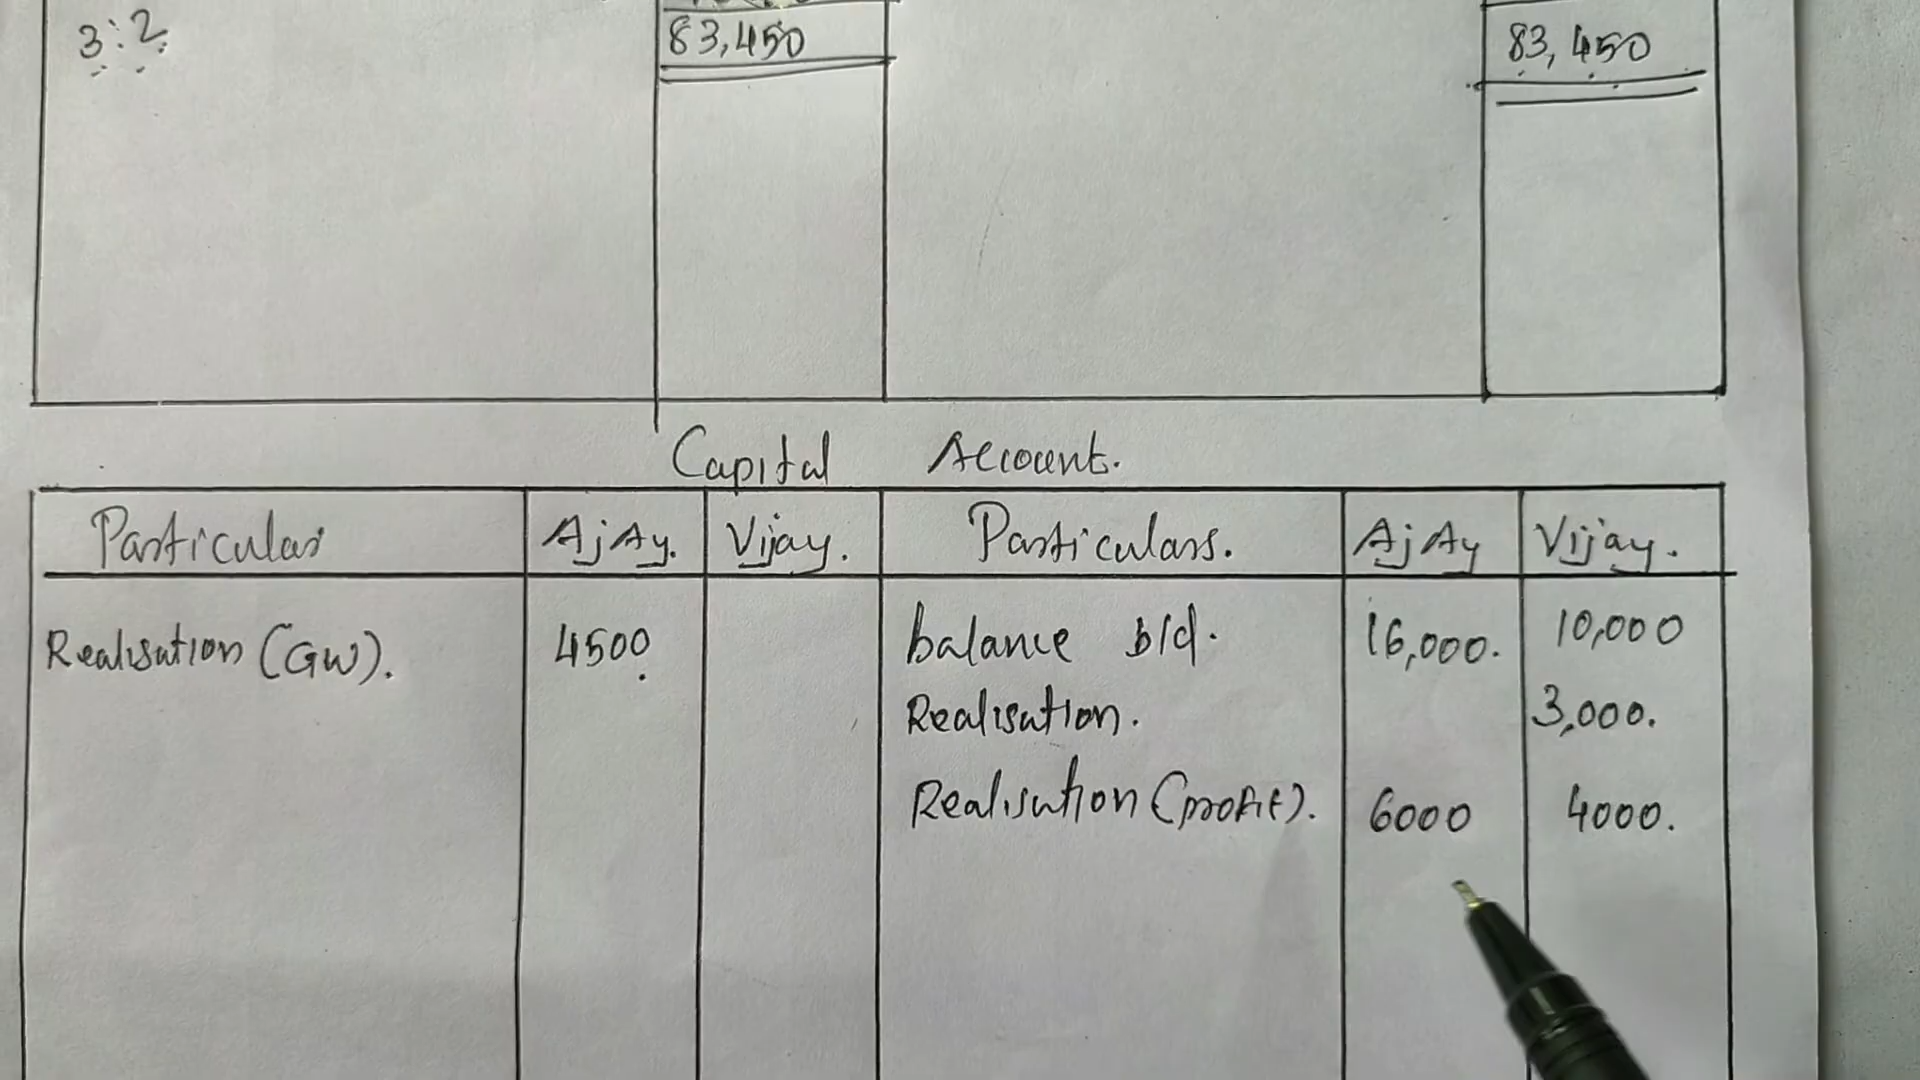 3:2 83,450 83,450
Capital Account.
Particular AjAy. Vijay. Particulars. AjAy Vijay.
Realisation (GW). 4500 balance b/d. 16,000. 10,000
Realisation. 3,000.
Realisation (profit). 6000 4000.